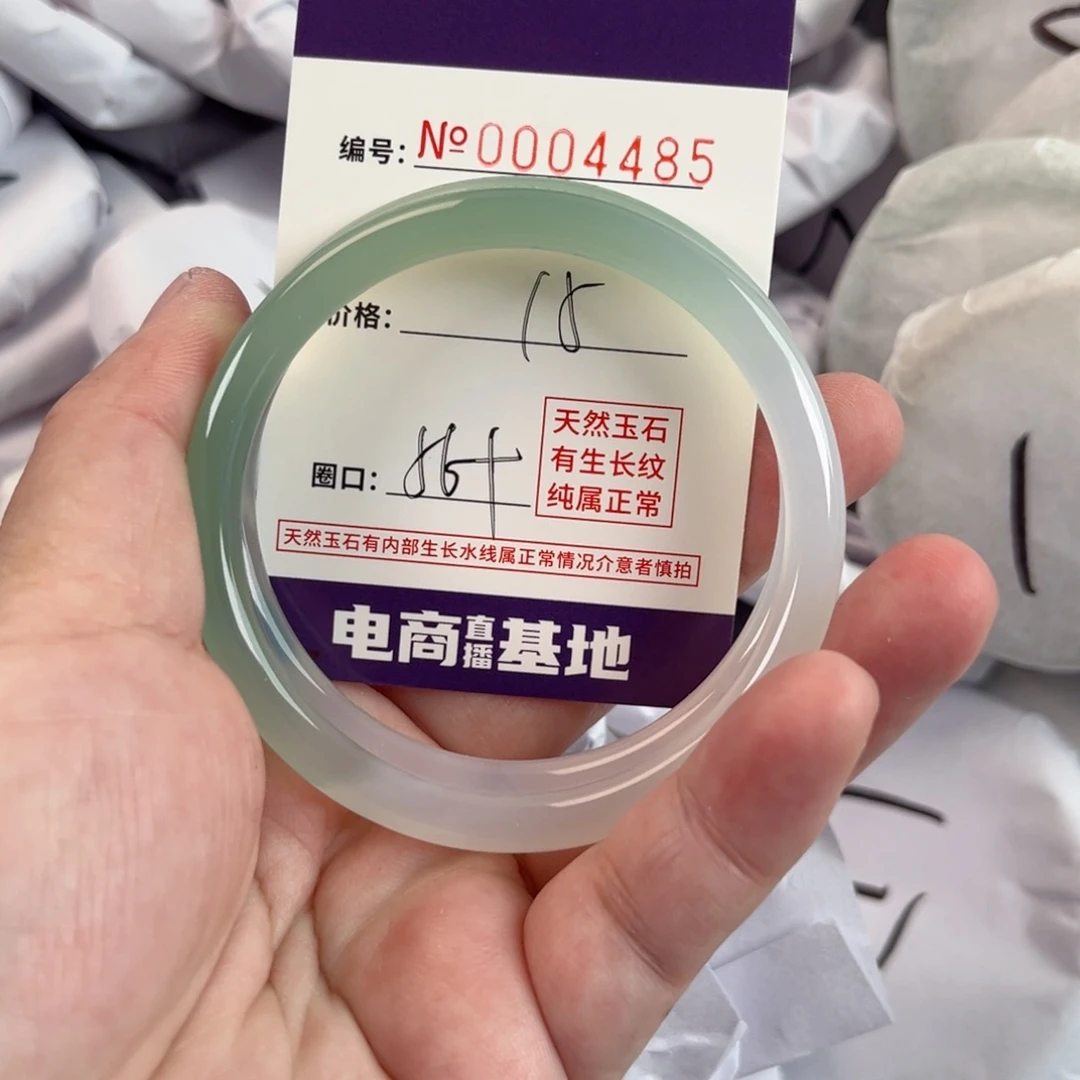 编号：№0004485
价格：18
圈口：56+
天然玉石
有生长纹
纯属正常
天然玉石有内部生长水线属正常情况介意者慎拍
电商直播基地